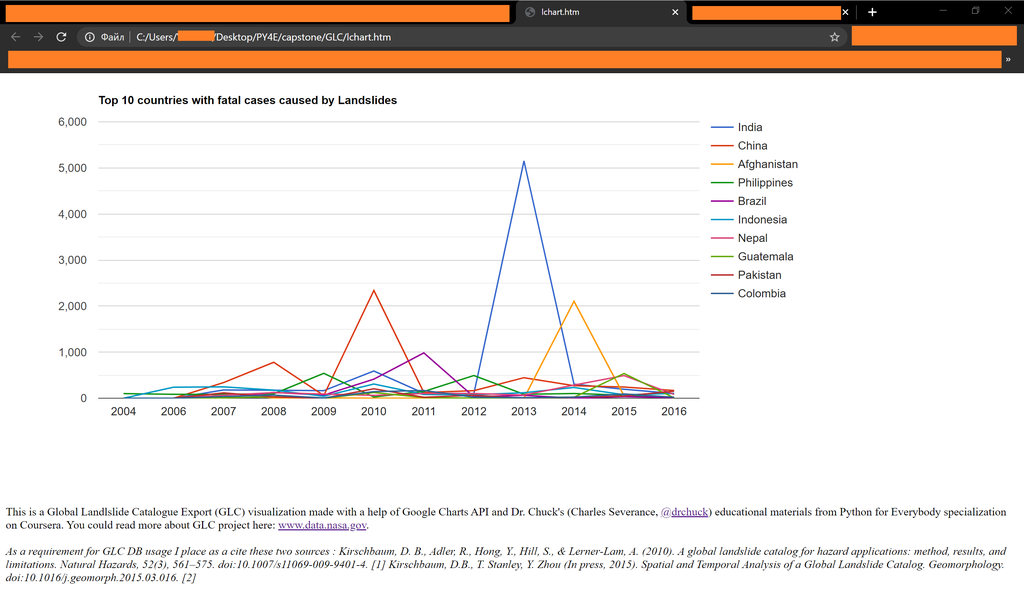 lchart.htm
Файл
C:/Users/
/Desktop/PY4E/capstone/GLC/lchart.htm
»
Top 10 countries with fatal cases caused by Landslides
6,000
5,000
4,000
3,000
2,000
1,000
0
2004 2006 2007 2008 2009 2010 2011 2012 2013 2014 2015 2016
India
China
Afghanistan
Philippines
Brazil
Indonesia
Nepal
Guatemala
Pakistan
Colombia
This is a Global Landlslide Catalogue Export (GLC) visualization made with a help of Google Charts API and Dr. Chuck's (Charles Severance, @drchuck) educational materials from Python for Everybody specialization
on Coursera. You could read more about GLC project here: www.data.nasa.gov.
As a requirement for GLC DB usage I place as a cite these two sources : Kirschbaum, D. B., Adler, R., Hong, Y., Hill, S., & Lerner-Lam, A. (2010). A global landslide catalog for hazard applications: method, results, and
limitations. Natural Hazards, 52(3), 561–575. doi:10.1007/s11069-009-9401-4. [1] Kirschbaum, D.B., T. Stanley, Y. Zhou (In press, 2015). Spatial and Temporal Analysis of a Global Landslide Catalog. Geomorphology.
doi:10.1016/j.geomorph.2015.03.016. [2]